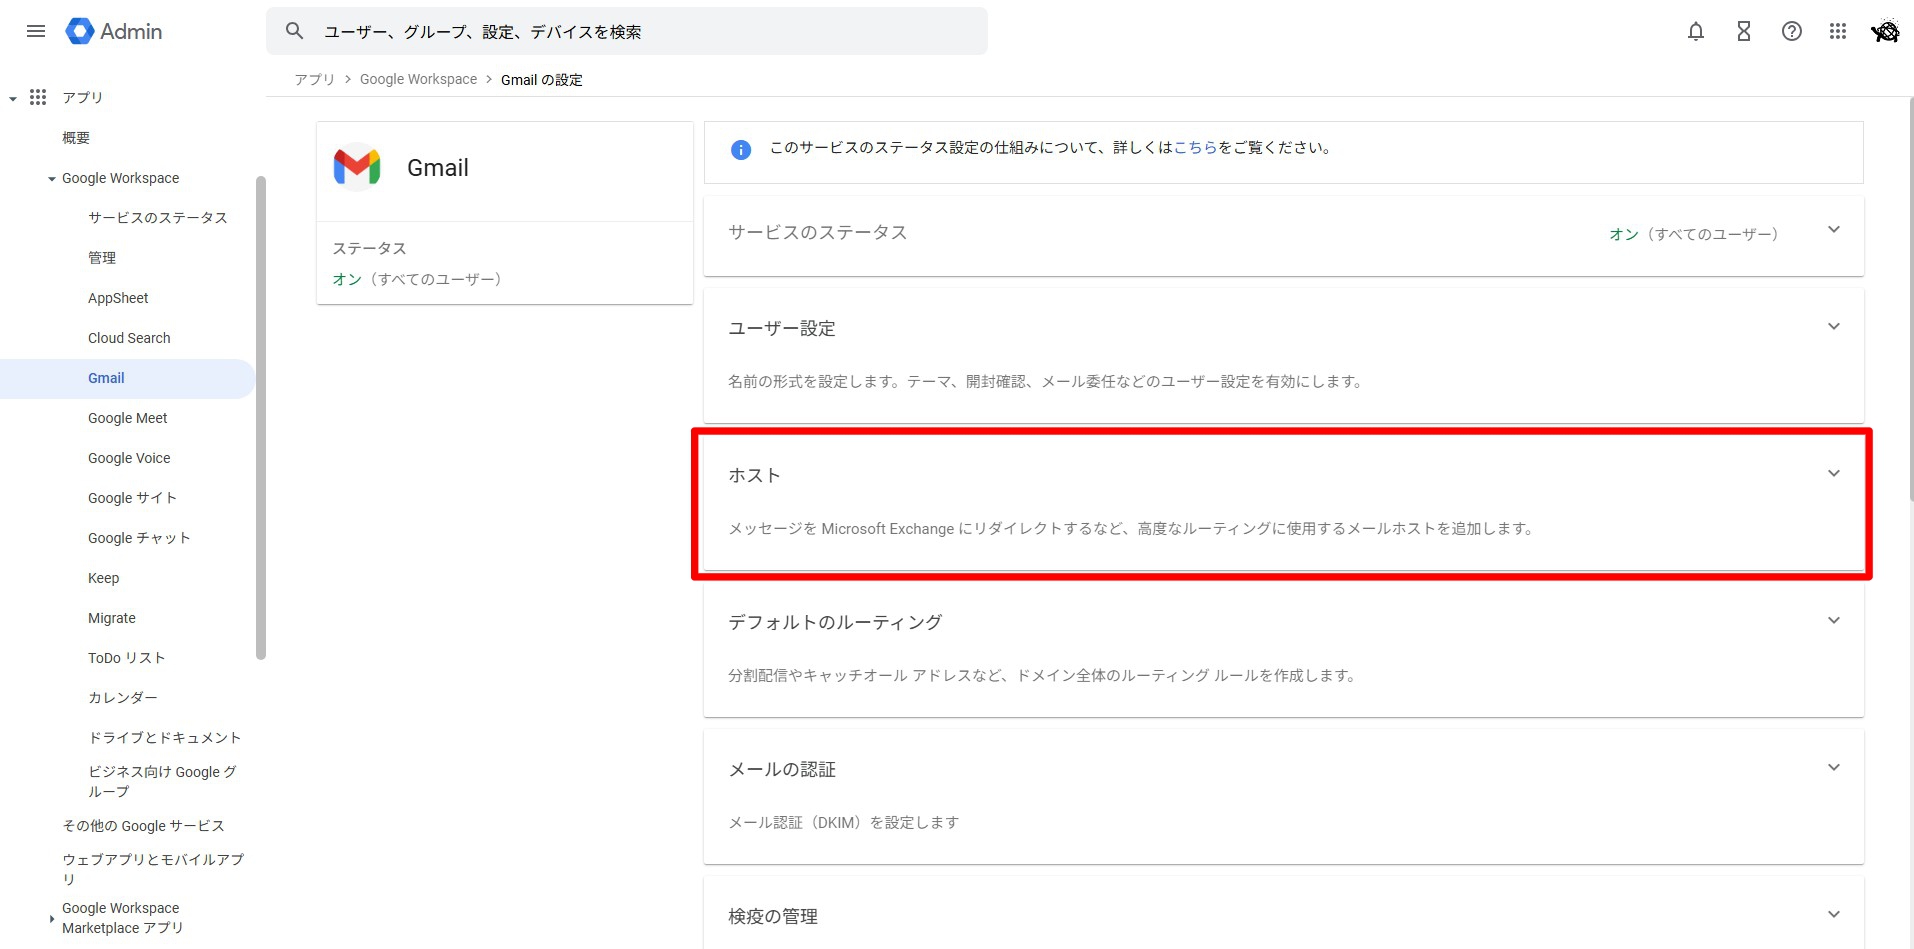 Admin
ユーザー、グループ、設定、デバイスを検索
アプリ > Google Workspace > Gmail の設定
アプリ
概要
Google Workspace
サービスのステータス
管理
AppSheet
Cloud Search
Gmail
Google Meet
Google Voice
Google サイト
Google チャット
Keep
Migrate
ToDo リスト
カレンダー
ドライブとドキュメント
ビジネス向け Google グ
ループ
その他の Google サービス
ウェブアプリとモバイルアプ
リ
Google Workspace
Marketplace アプリ
Gmail
ステータス
オン（すべてのユーザー）
このサービスのステータス設定の仕組みについて、詳しくはこちらをご覧ください。
サービスのステータス
オン（すべてのユーザー）
ユーザー設定
名前の形式を設定します。テーマ、開封確認、メール委任などのユーザー設定を有効にします。
ホスト
メッセージを Microsoft Exchange にリダイレクトするなど、高度なルーティングに使用するメールホストを追加します。
デフォルトのルーティング
分割配信やキャッチオール アドレスなど、ドメイン全体のルーティング ルールを作成します。
メールの認証
メール認証（DKIM）を設定します
検疫の管理